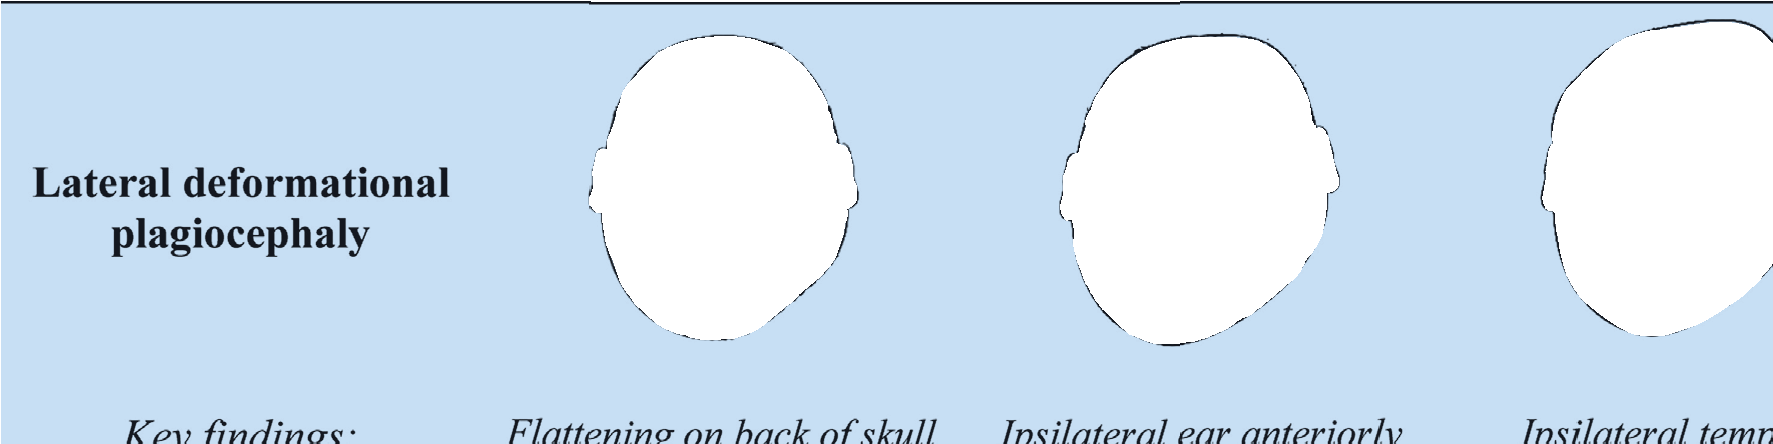 Lateral deformational
plagiocephaly
Key findings:
Flattening on back of skull
Ipsilateral ear anteriorly
Ipsilateral